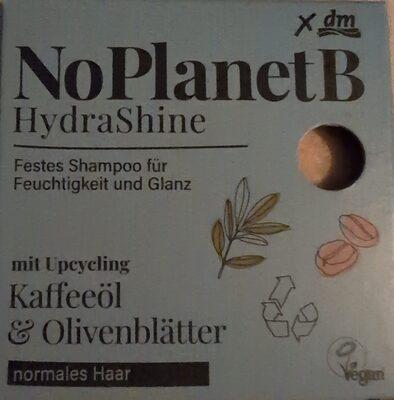 x dm
NoPlanetB
HydraShine
Festes Shampoo für
Feuchtigkeit und Glanz
mit Upcycling
Kaffeeöl
& Olivenblätter
normales Haar
Vegan